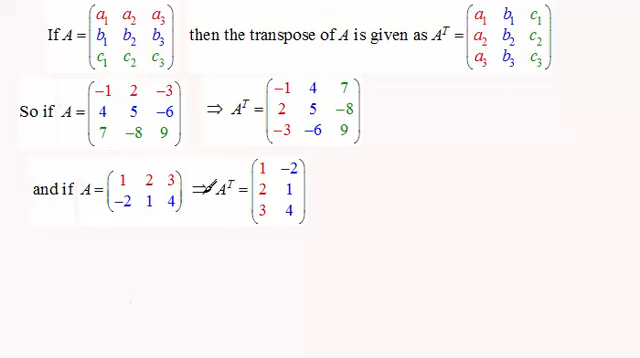 If A = (a₁ a₂ a₃ / b₁ b₂ b₃ / c₁ c₂ c₃) then the transpose of A is given as Aᵀ = (a₁ b₁ c₁ / a₂ b₂ c₂ / a₃ b₃ c₃)
So if A = (−1 2 −3 / 4 5 −6 / 7 −8 9) ⇒ Aᵀ = (−1 4 7 / 2 5 −8 / −3 −6 9)
and if A = (1 2 3 / −2 1 4) ⇒ Aᵀ = (1 −2 / 2 1 / 3 4)